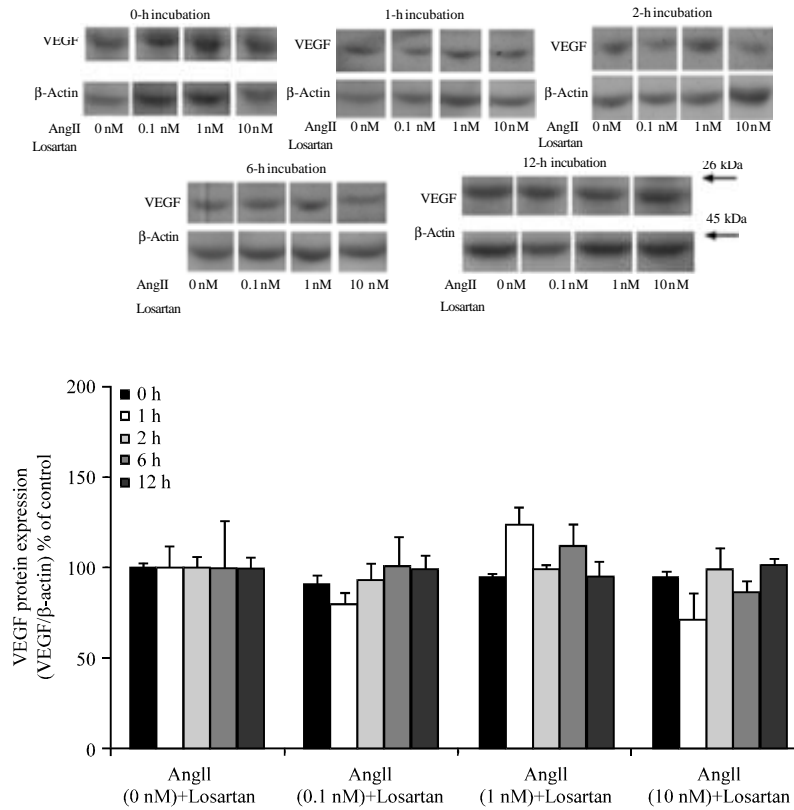 0-h incubation
VEGF
β-Actin
AngII 0 nM 0.1 nM 1 nM 10 nM
Losartan
1-h incubation
VEGF
β-Actin
AngII 0 nM 0.1 nM 1 nM 10 nM
Losartan
2-h incubation
VEGF
β-Actin
AngII 0 nM 0.1 nM 1 nM 10 nM
Losartan
6-h incubation
VEGF
β-Actin
AngII 0 nM 0.1 nM 1 nM 10 nM
Losartan
12-h incubation
26 kDa
VEGF
45 kDa
β-Actin
AngII 0 nM 0.1 nM 1 nM 10 nM
Losartan
VEGF protein expression
(VEGF/β-actin) % of control
200
150
100
50
0
0 h
1 h
2 h
6 h
12 h
AngII
(0 nM)+Losartan
AngII
(0.1 nM)+Losartan
AngII
(1 nM)+Losartan
AngII
(10 nM)+Losartan